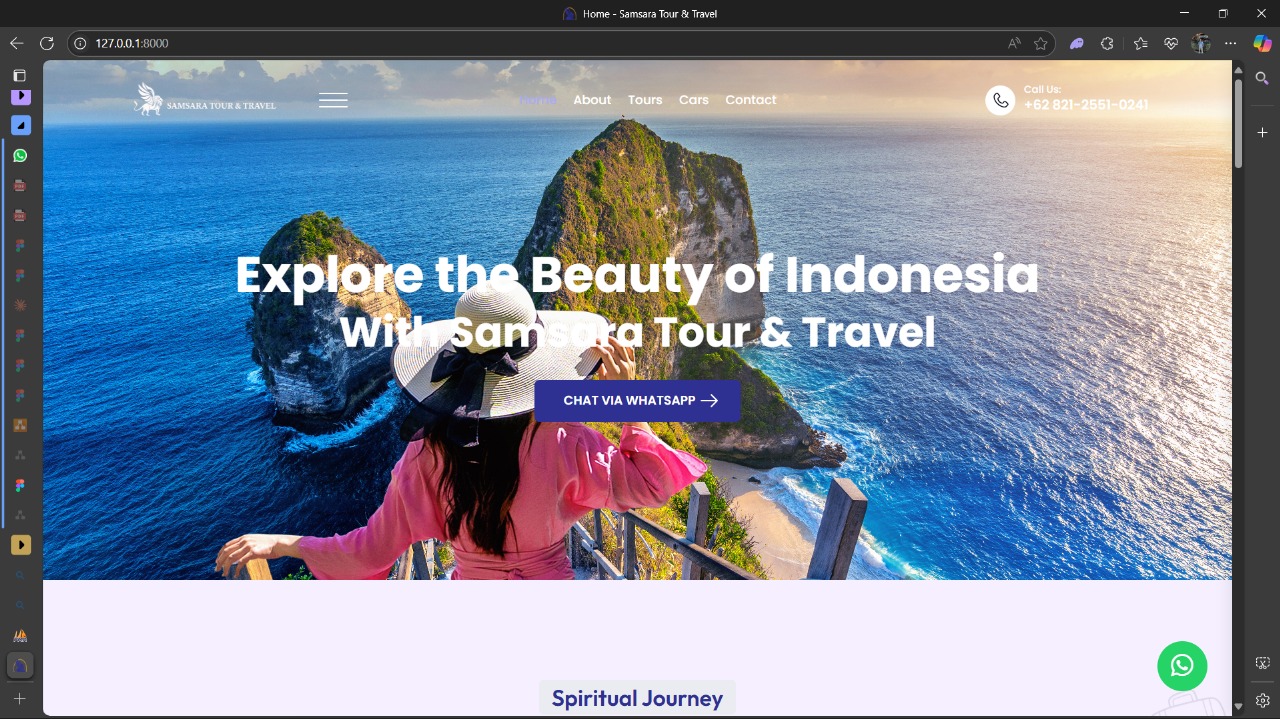 Home - Samsara Tour & Travel
127.0.0.1:8000
SAMSARA TOUR & TRAVEL
Home
About
Tours
Cars
Contact
Call Us:
+62 821-2551-0241
Explore the Beauty of Indonesia
With Samsara Tour & Travel
CHAT VIA WHATSAPP
Spiritual Journey